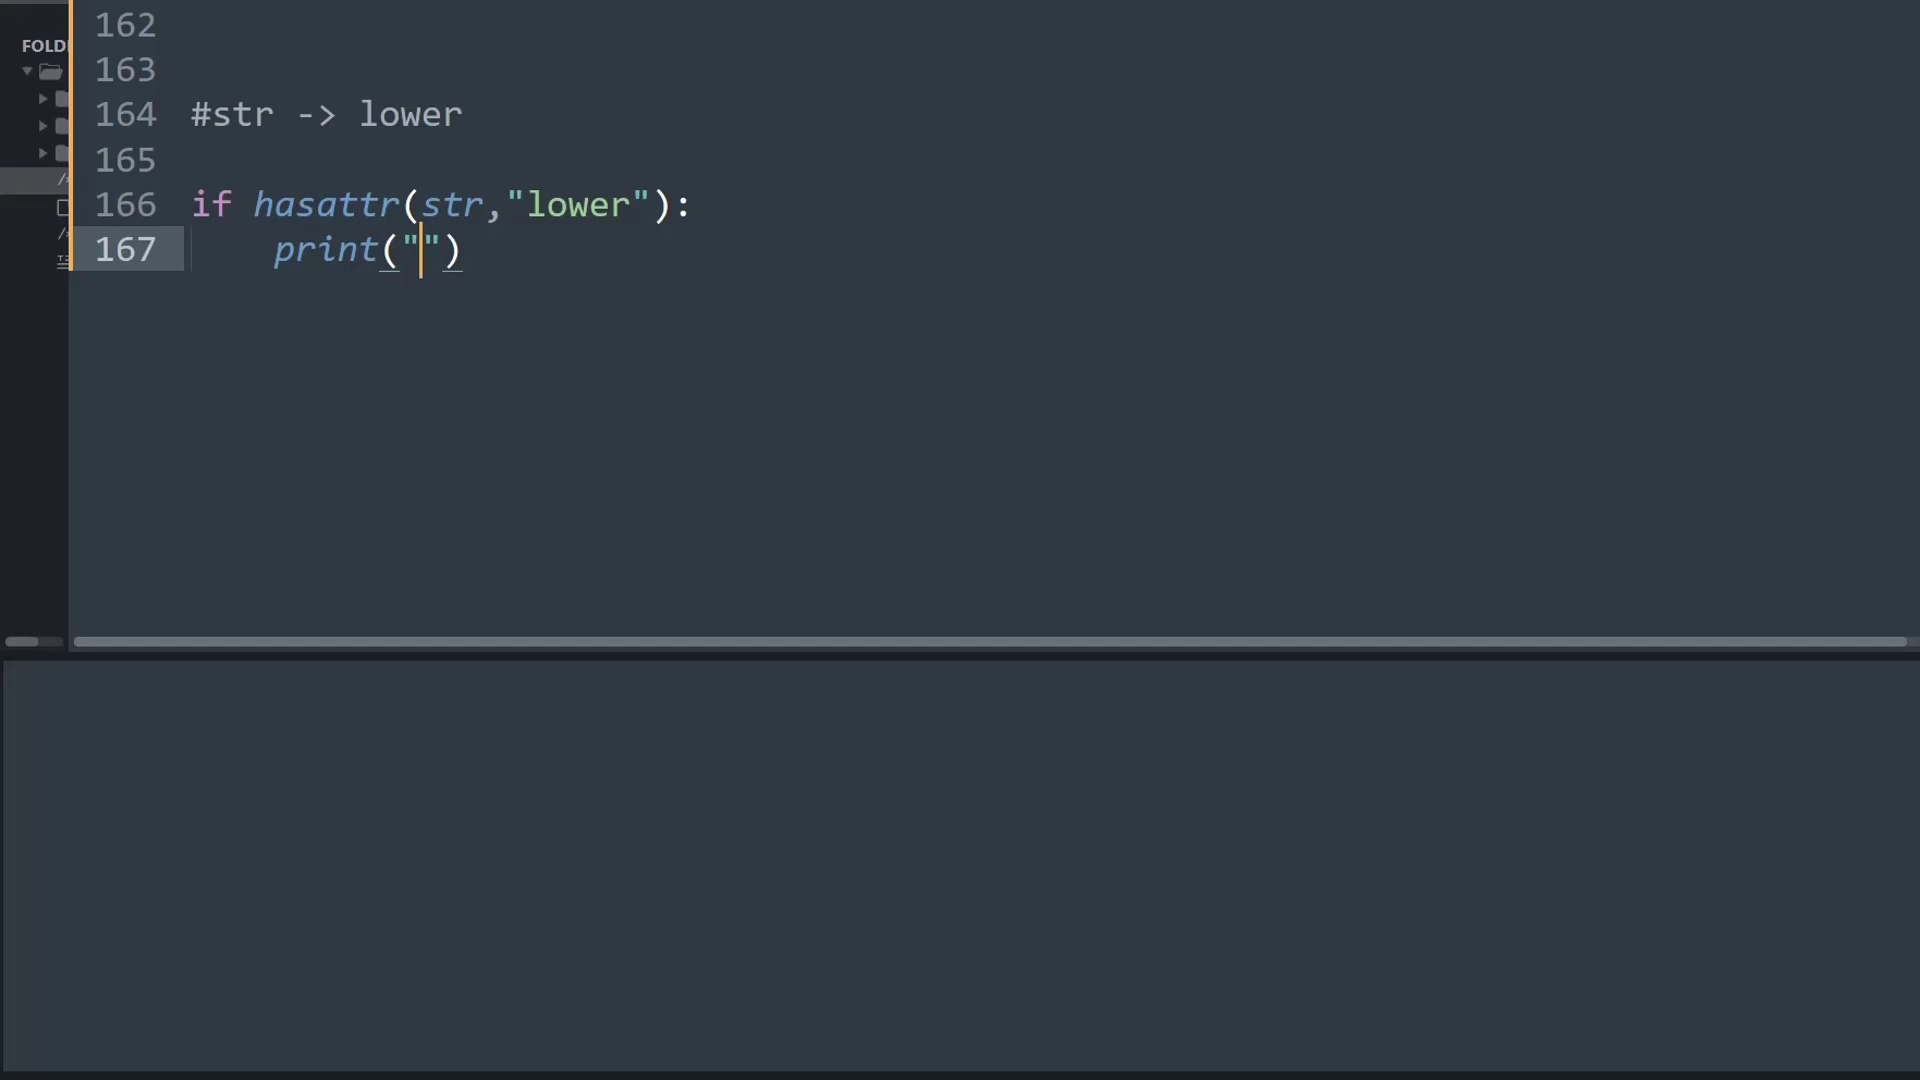 FOLD
162
163
164 #str -> lower
165
166 if hasattr(str,"lower"):
167 print("")